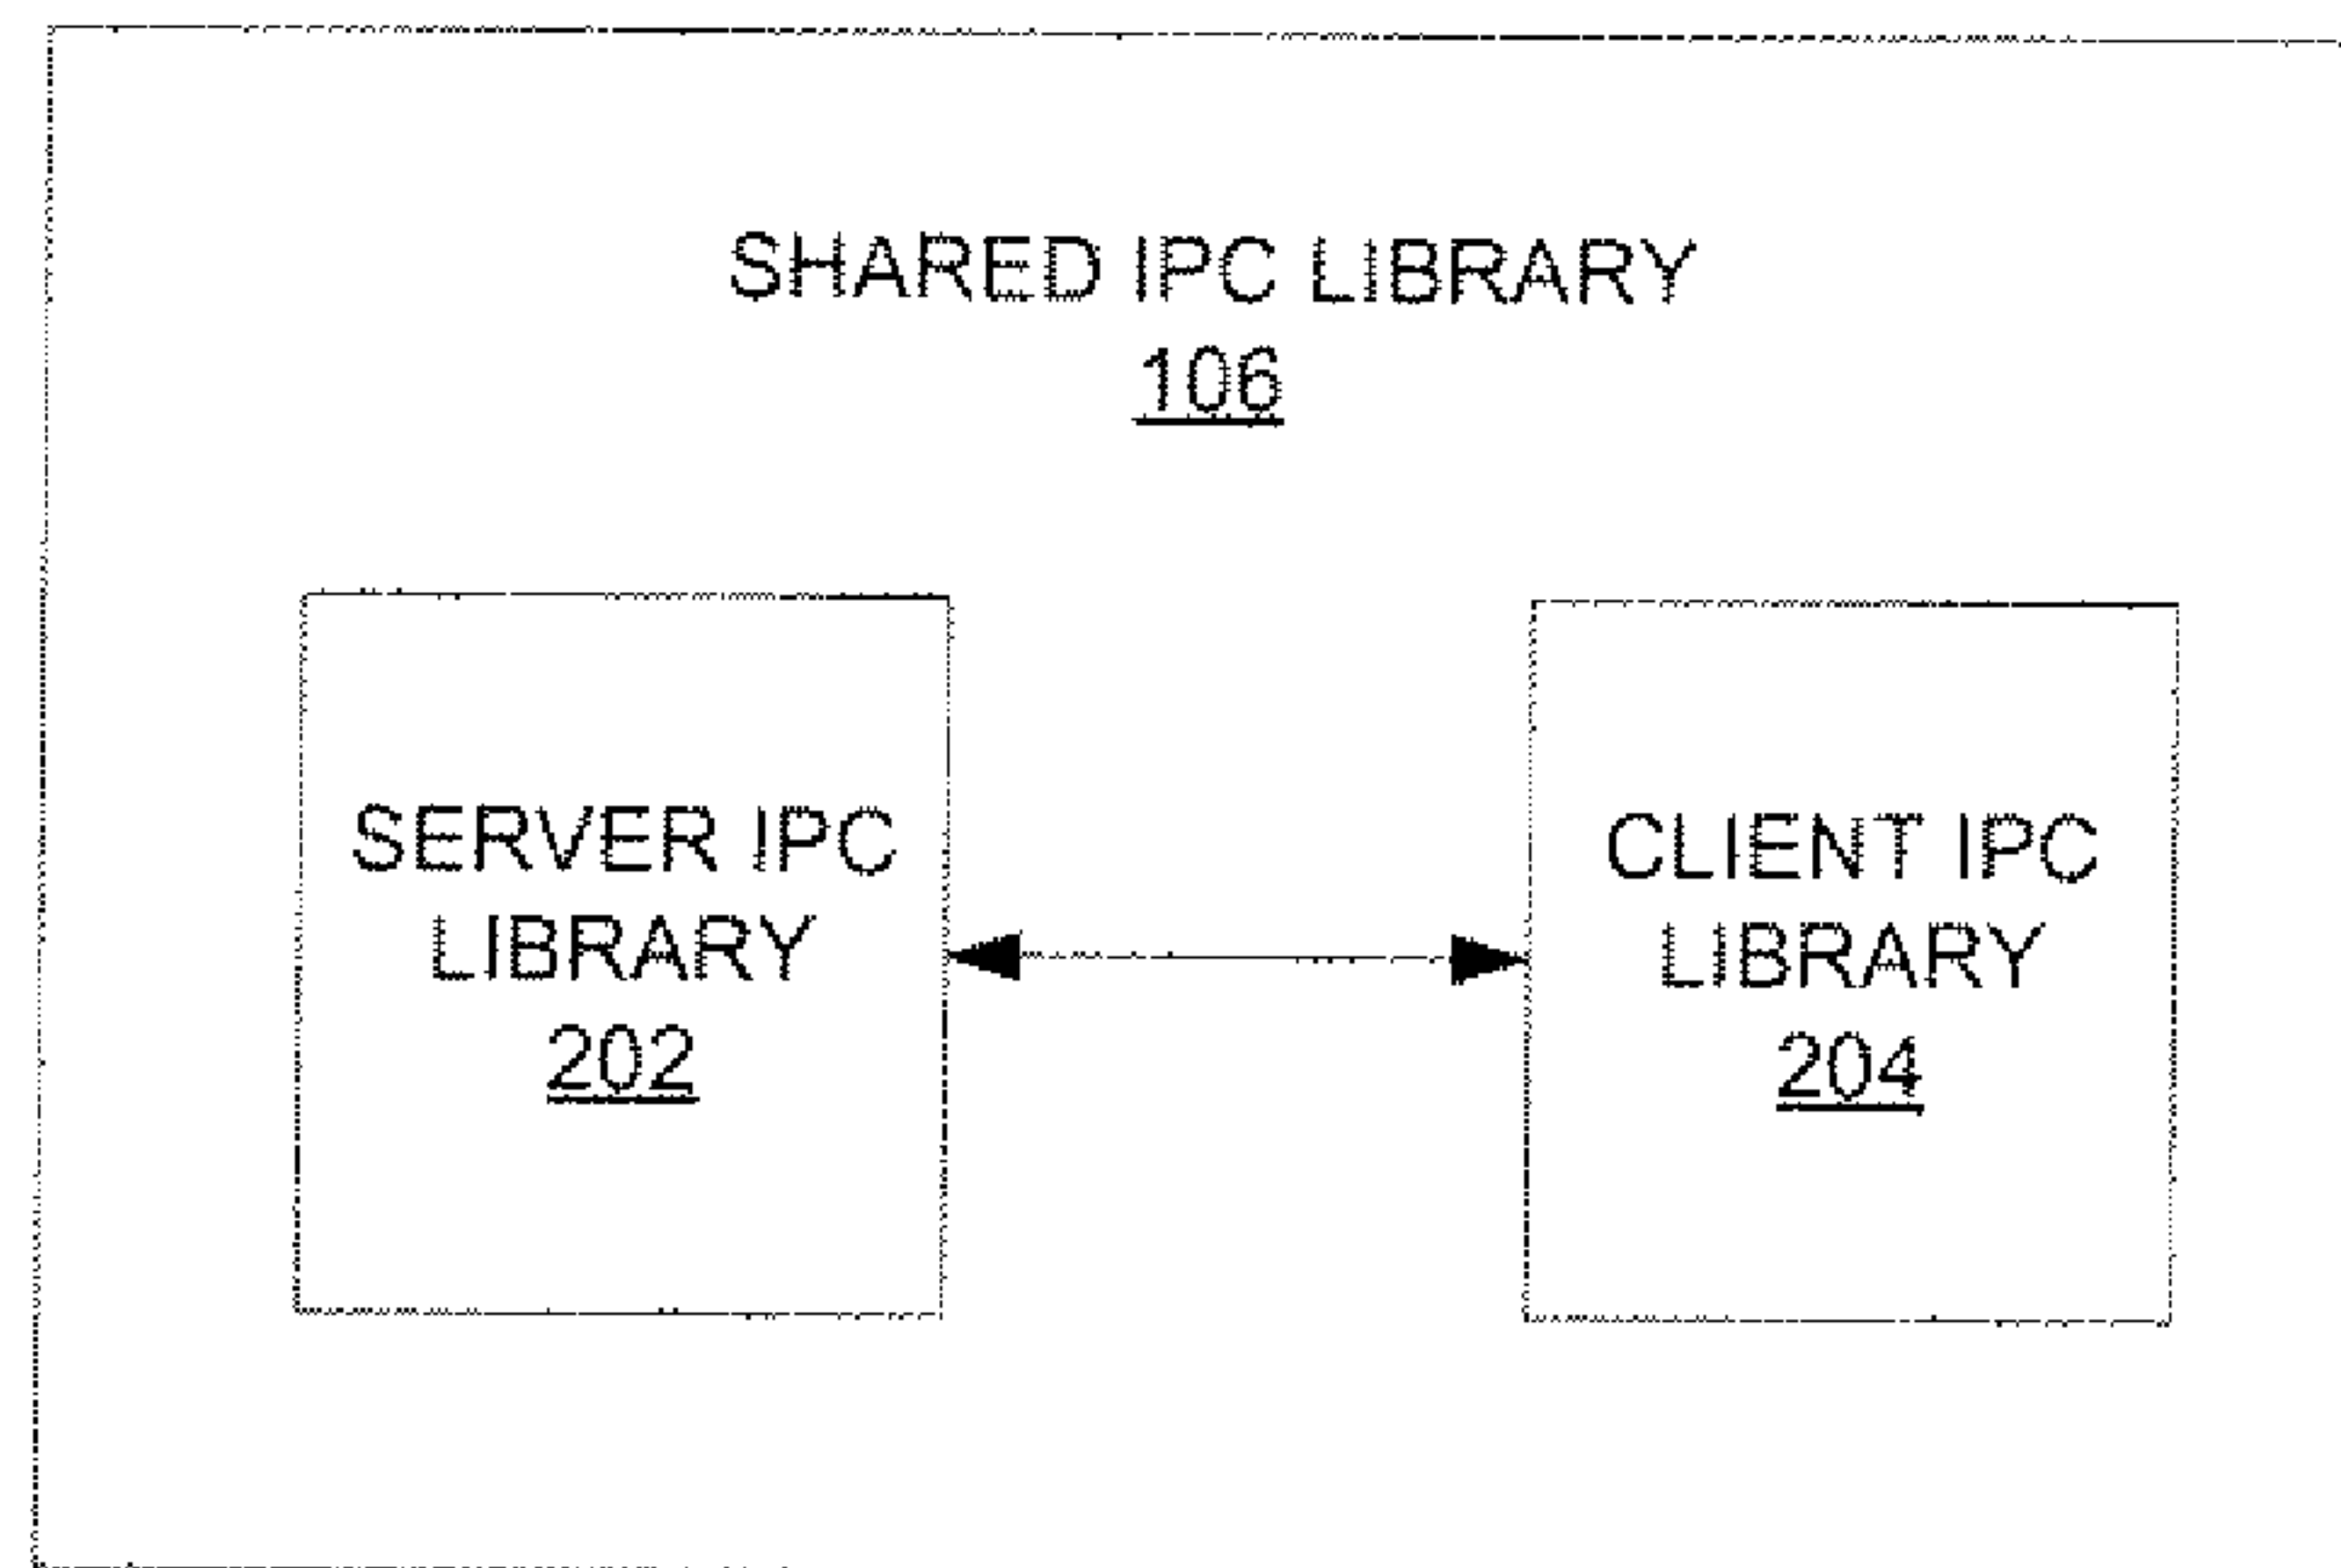 SHARED IPC LIBRARY
106
SERVER IPC
LIBRARY
202
CLIENT IPC
LIBRARY
204